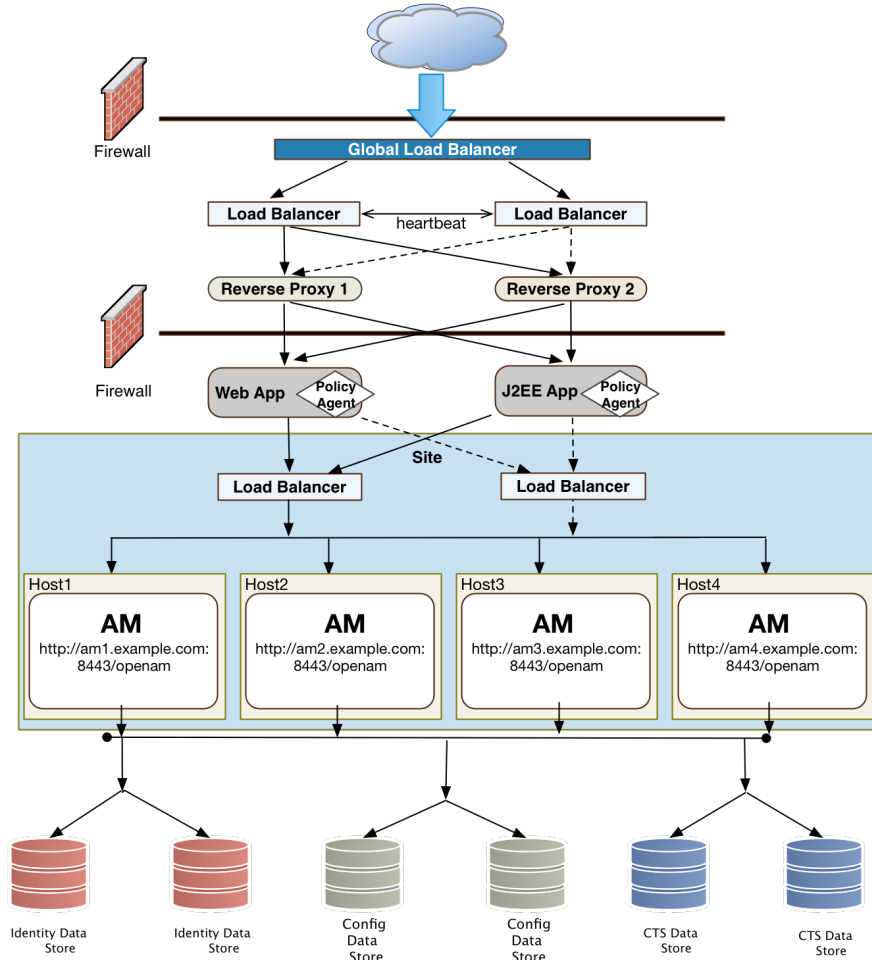 Firewall
Global Load Balancer
Load Balancer
heartbeat
Load Balancer
Reverse Proxy 1
Reverse Proxy 2
Firewall
Web App
Policy
Agent
J2EE App
Policy
Agent
Site
Load Balancer
Load Balancer
Host1
AM
http://am1.example.com:
8443/openam
Host2
AM
http://am2.example.com:
8443/openam
Host3
AM
http://am3.example.com:
8443/openam
Host4
AM
http://am4.example.com:
8443/openam
Identity Data
Store
Identity Data
Store
Config
Data
Store
Config
Data
Store
CTS Data
Store
CTS Data
Store